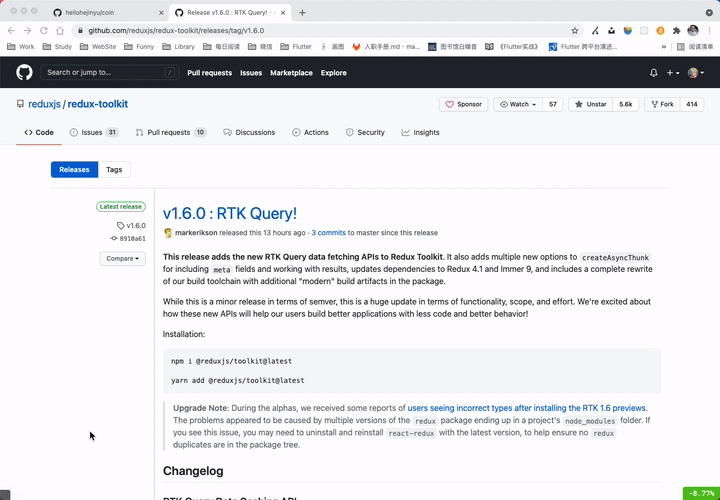 hellohejinyu/coin
Release v1.6.0 : RTK Query! ·
github.com/reduxjs/redux-toolkit/releases/tag/v1.6.0
Work Study WebSite Funny Library 每日阅读 晓信 Flutter 画图 入职手册.md · ma... 图书馆白噪音 《Flutter实战》 Flutter 跨平台演进... » 阅读清单
Search or jump to... /
Pull requests Issues Marketplace Explore
reduxjs / redux-toolkit
Sponsor Watch 57 Unstar 5.6k Fork 414
Code Issues 31 Pull requests 10 Discussions Actions Security Insights
Releases Tags
Latest release
v1.6.0
8910a61
Compare
v1.6.0 : RTK Query!
markerikson released this 13 hours ago · 3 commits to master since this release
This release adds the new RTK Query data fetching APIs to Redux Toolkit. It also adds multiple new options to createAsyncThunk
for including meta fields and working with results, updates dependencies to Redux 4.1 and Immer 9, and includes a complete rewrite
of our build toolchain with additional "modern" build artifacts in the package.
While this is a minor release in terms of semver, this is a huge update in terms of functionality, scope, and effort. We're excited about
how these new APIs will help our users build better applications with less code and better behavior!
Installation:
npm i @reduxjs/toolkit@latest
yarn add @reduxjs/toolkit@latest
Upgrade Note: During the alphas, we received some reports of users seeing incorrect types after installing the RTK 1.6 previews.
The problems appeared to be caused by multiple versions of the redux package ending up in a project's node_modules folder. If
you see this issue, you may need to uninstall and reinstall react-redux with the latest version, to help ensure no redux
duplicates are in the package tree.
Changelog
RTK Query Data Caching API
-8.77%